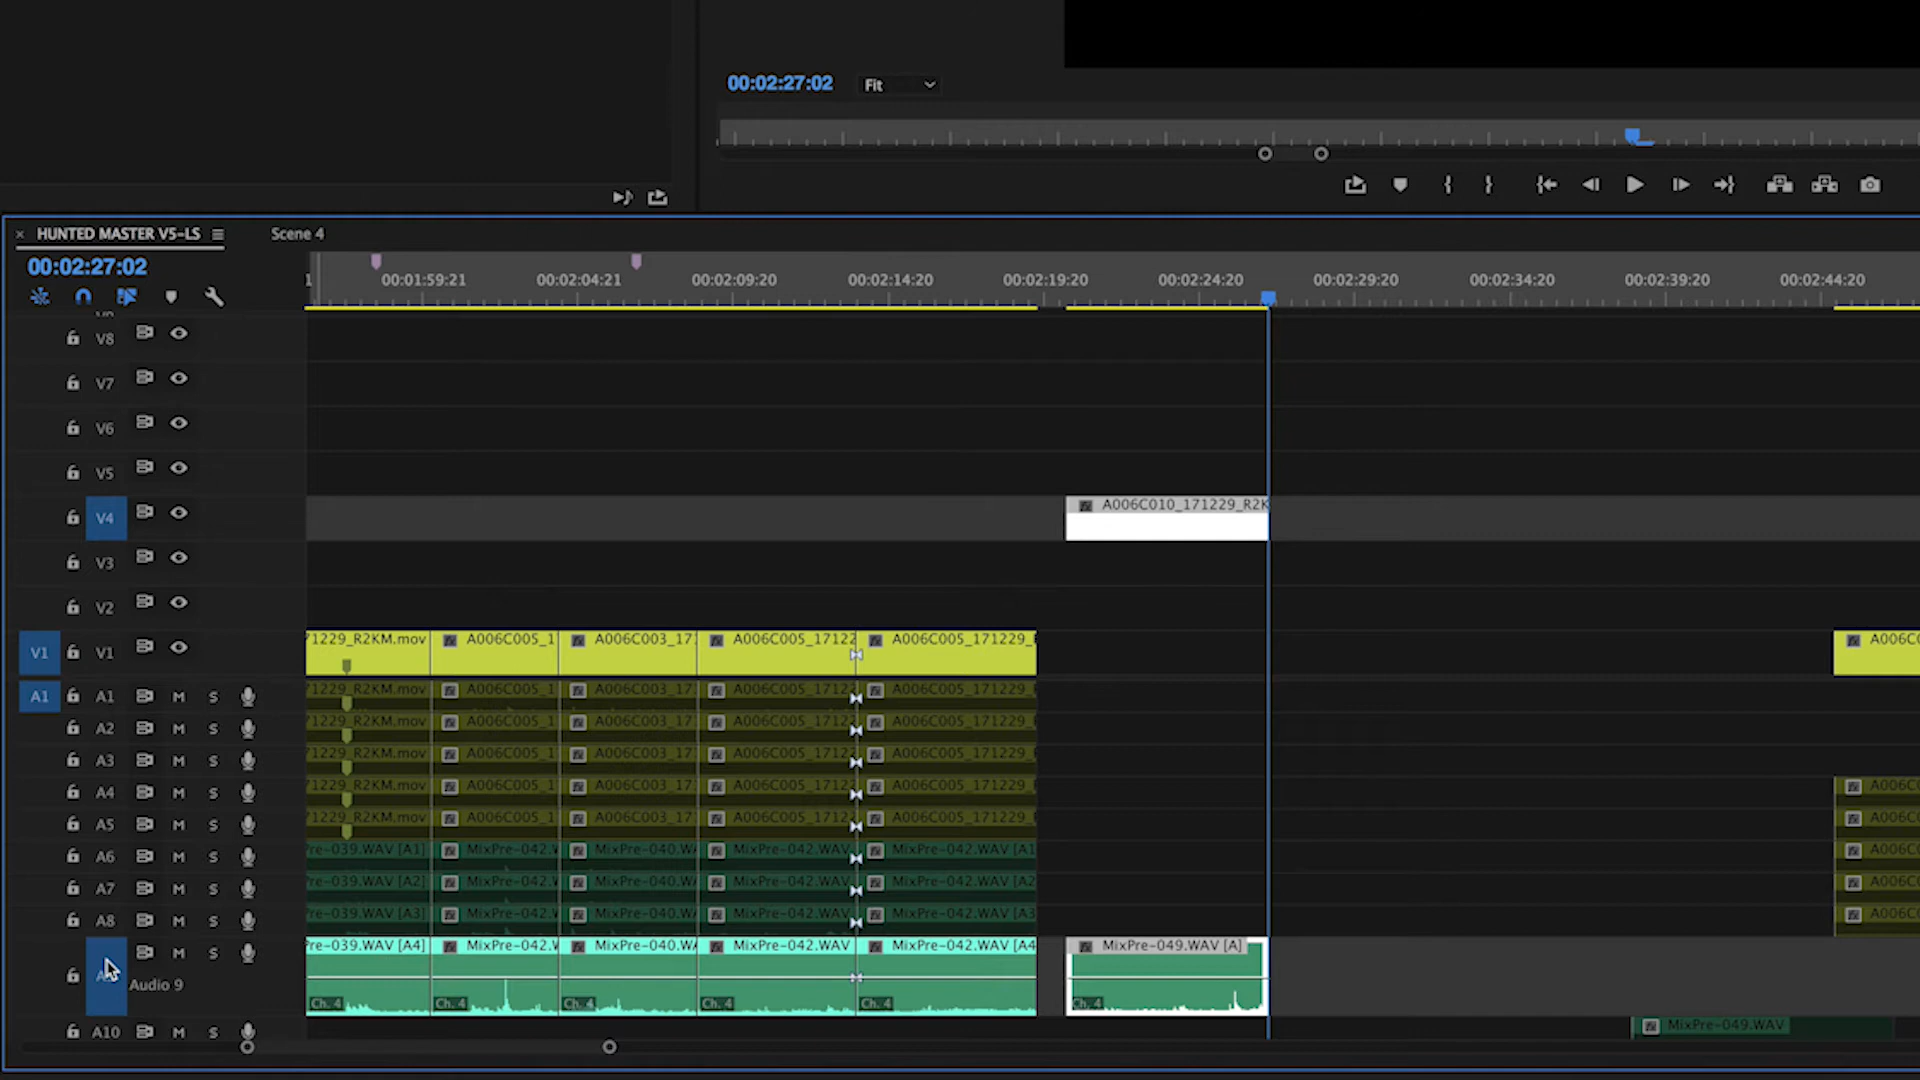 00:02:27:02 Fit
HUNTED MASTER V5-LS Scene 4
00:02:27:02
00:01:59:21 00:02:04:21 00:02:09:20 00:02:14:20 00:02:19:20 00:02:24:20 00:02:29:20 00:02:34:20 00:02:39:20 00:02:44:20
V8
V7
V6
V5
V4 A006C010_171229_R2K
V3
V2
V1 V1 71229_R2KM.mov A006C005_1 A006C003_17 A006C005_17122 A006C005_171229_ A006C
A1 A1 M S 71229_R2KM.mov A006C005_1 A006C003_17 A006C005_17122 A006C005_171229_
A2 M S 71229_R2KM.mov A006C005_1 A006C003_17 A006C005_17122 A006C005_171229_
A3 M S 71229_R2KM.mov A006C005_1 A006C003_17 A006C005_17122 A006C005_171229_
A4 M S 71229_R2KM.mov A006C005_1 A006C003_17 A006C005_17122 A006C005_171229_ A006C
A5 M S 71229_R2KM.mov A006C005_1 A006C003_17 A006C005_17122 A006C005_171229_ A006C
A6 M S Pre-039.WAV [A1] MixPre-042.W MixPre-040.WA MixPre-042.WAV MixPre-042.WAV [A1 A006C
A7 M S Pre-039.WAV [A2] MixPre-042.W MixPre-040.WA MixPre-042.WAV MixPre-042.WAV [A2 A006C
A8 M S Pre-039.WAV [A3] MixPre-042.W MixPre-040.WA MixPre-042.WAV MixPre-042.WAV [A3 A006C
Pre-039.WAV [A4] MixPre-042.W MixPre-040.WA MixPre-042.WAV MixPre-042.WAV [A4 MixPre-049.WAV [A]
Audio 9
Ch. 4 Ch. 4 Ch. 4 Ch. 4 Ch. 4 Ch. 4
A10 M S MixPre-049.WAV